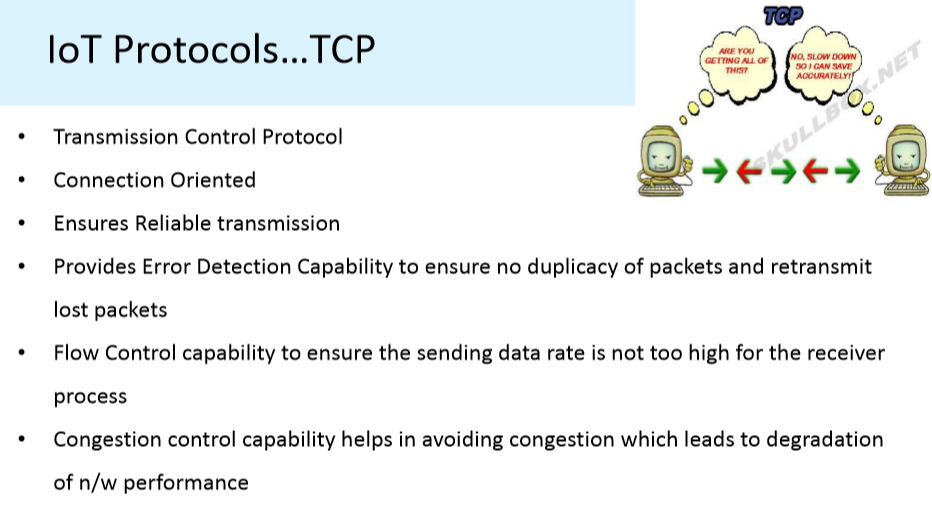 IoT Protocols...TCP
TCP
ARE YOU
GETTING ALL OF
THIS?
NO, SLOW DOWN
SO I CAN SAVE
ACCURATELY!
SKULLBOX.NET
• Transmission Control Protocol
• Connection Oriented
• Ensures Reliable transmission
• Provides Error Detection Capability to ensure no duplicacy of packets and retransmit
lost packets
• Flow Control capability to ensure the sending data rate is not too high for the receiver
process
• Congestion control capability helps in avoiding congestion which leads to degradation
of n/w performance